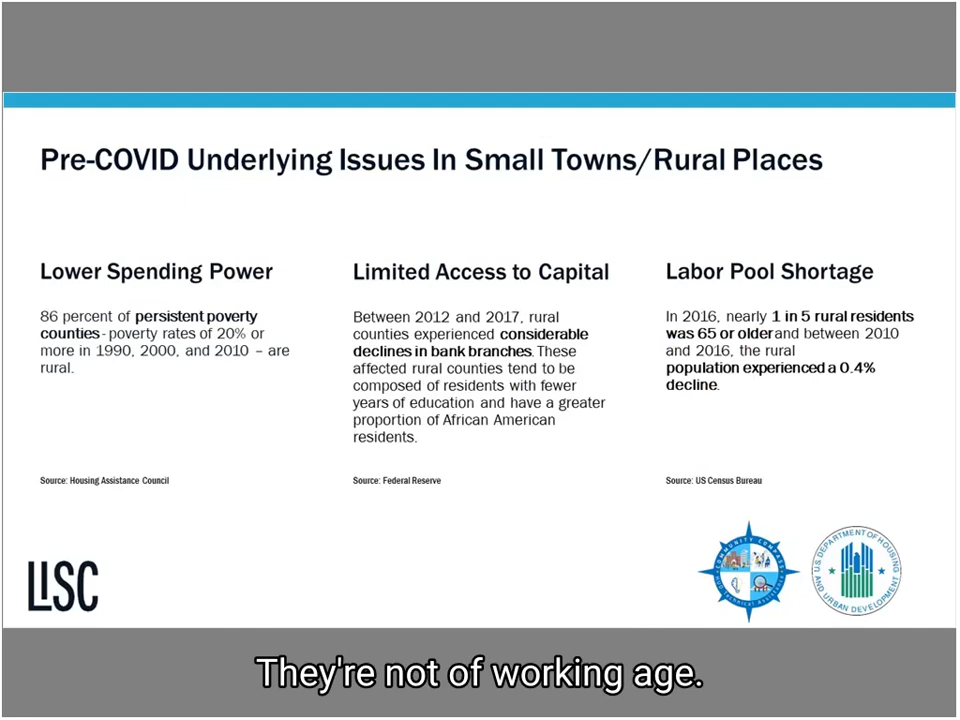 Pre-COVID Underlying Issues In Small Towns/Rural Places
Lower Spending Power
86 percent of persistent poverty
counties - poverty rates of 20% or
more in 1990, 2000, and 2010 – are
rural.
Source: Housing Assistance Council
Limited Access to Capital
Between 2012 and 2017, rural
counties experienced considerable
declines in bank branches. These
affected rural counties tend to be
composed of residents with fewer
years of education and have a greater
proportion of African American
residents.
Source: Federal Reserve
Labor Pool Shortage
In 2016, nearly 1 in 5 rural residents
was 65 or older and between 2010
and 2016, the rural
population experienced a 0.4%
decline.
Source: US Census Bureau
LISC
COMMUNITY COMPASS
U.S. DEPARTMENT OF HOUSING
AND URBAN DEVELOPMENT
They're not of working age.